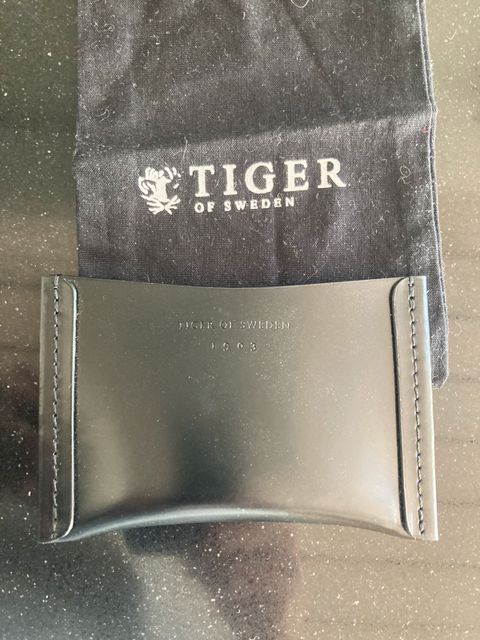 TIGER
OF SWEDEN
TIGER OF SWEDEN
1903